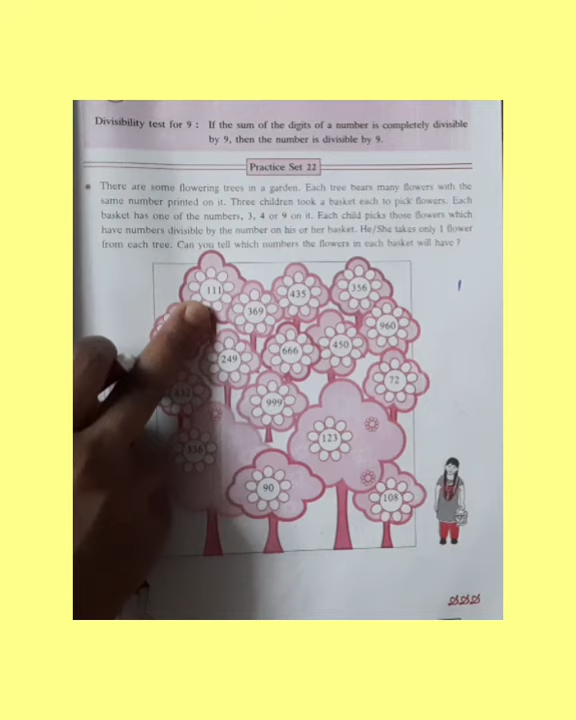 Divisibility test for 9 : If the sum of the digits of a number is completely divisible
by 9, then the number is divisible by 9.
Practice Set 22
There are some flowering trees in a garden. Each tree bears many flowers with the
same number printed on it. Three children took a basket each to pick flowers. Each
basket has one of the numbers, 3, 4 or 9 on it. Each child picks those flowers which
have numbers divisible by the number on his or her basket. He/She takes only 1 flower
from each tree. Can you tell which numbers the flowers in each basket will have ?
111
369
435
356
960
249
666
450
72
432
999
336
123
90
108